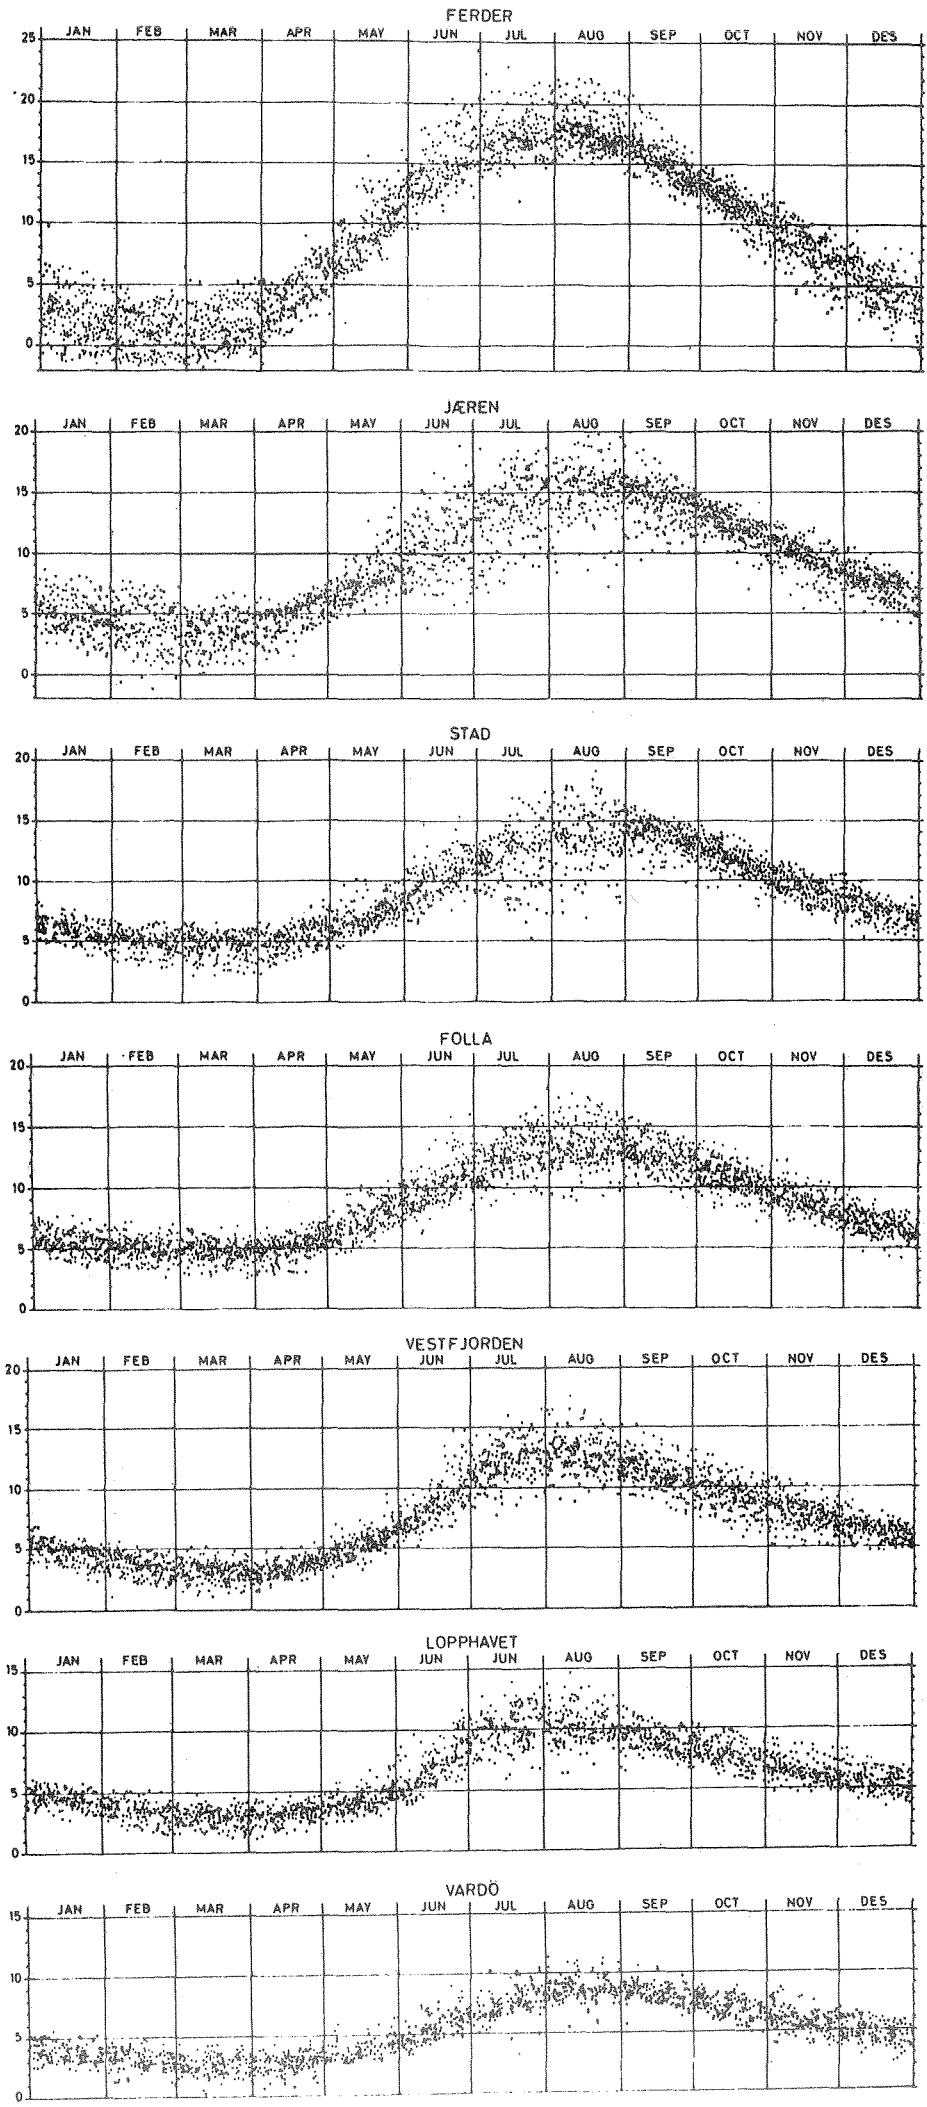 FERDER
JAN FEB MAR APR MAY JUN JUL AUG SEP OCT NOV DES
25
20
15
10
5
0
JÆREN
JAN FEB MAR APR MAY JUN JUL AUG SEP OCT NOV DES
20
15
10
5
0
STAD
JAN FEB MAR APR MAY JUN JUL AUG SEP OCT NOV DES
20
15
10
5
0
FOLLA
JAN FEB MAR APR MAY JUN JUL AUG SEP OCT NOV DES
20
15
10
5
0
VESTFJORDEN
JAN FEB MAR APR MAY JUN JUL AUG SEP OCT NOV DES
20
15
10
5
0
LOPPHAVET
JAN FEB MAR APR MAY JUN JUN AUG SEP OCT NOV DES
15
10
5
0
VARDÖ
JAN FEB MAR APR MAY JUN JUL AUG SEP OCT NOV DES
15
10
5
0